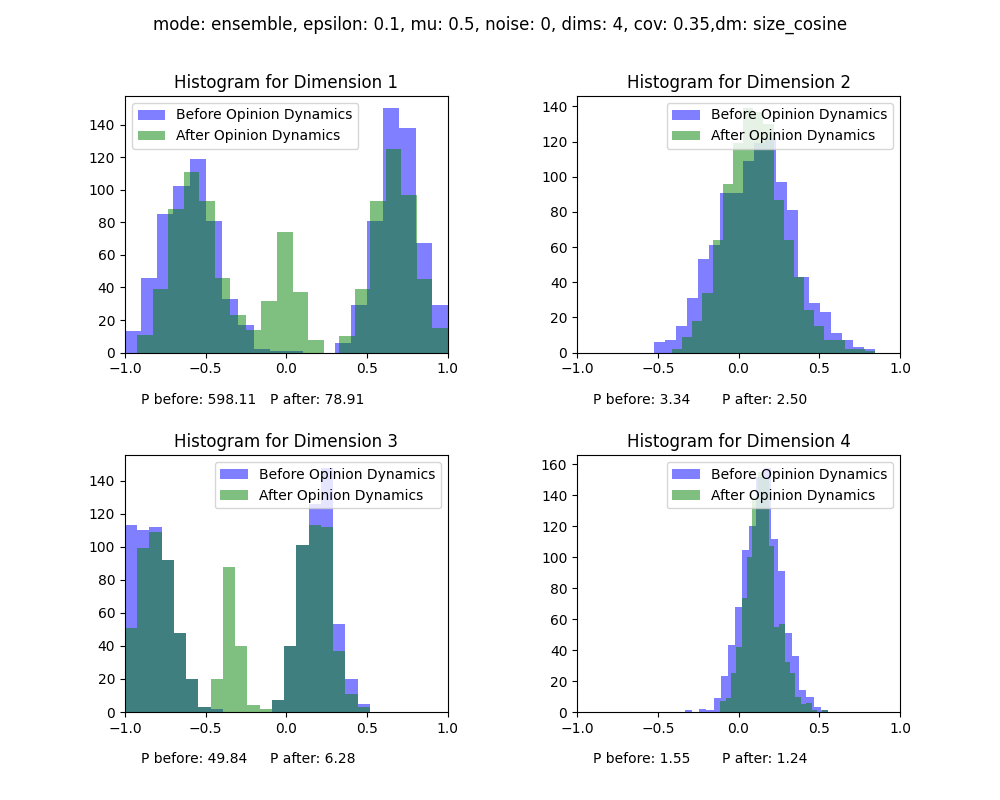 mode: ensemble, epsilon: 0.1, mu: 0.5, noise: 0, dims: 4, cov: 0.35,dm: size_cosine
Histogram for Dimension 1
Before Opinion Dynamics
After Opinion Dynamics
140
120
100
80
60
40
20
0
−1.0 −0.5 0.0 0.5 1.0
P before: 598.11 P after: 78.91
Histogram for Dimension 2
Before Opinion Dynamics
After Opinion Dynamics
140
120
100
80
60
40
20
0
−1.0 −0.5 0.0 0.5 1.0
P before: 3.34 P after: 2.50
Histogram for Dimension 3
Before Opinion Dynamics
After Opinion Dynamics
140
120
100
80
60
40
20
0
−1.0 −0.5 0.0 0.5 1.0
P before: 49.84 P after: 6.28
Histogram for Dimension 4
Before Opinion Dynamics
After Opinion Dynamics
160
140
120
100
80
60
40
20
0
−1.0 −0.5 0.0 0.5 1.0
P before: 1.55 P after: 1.24